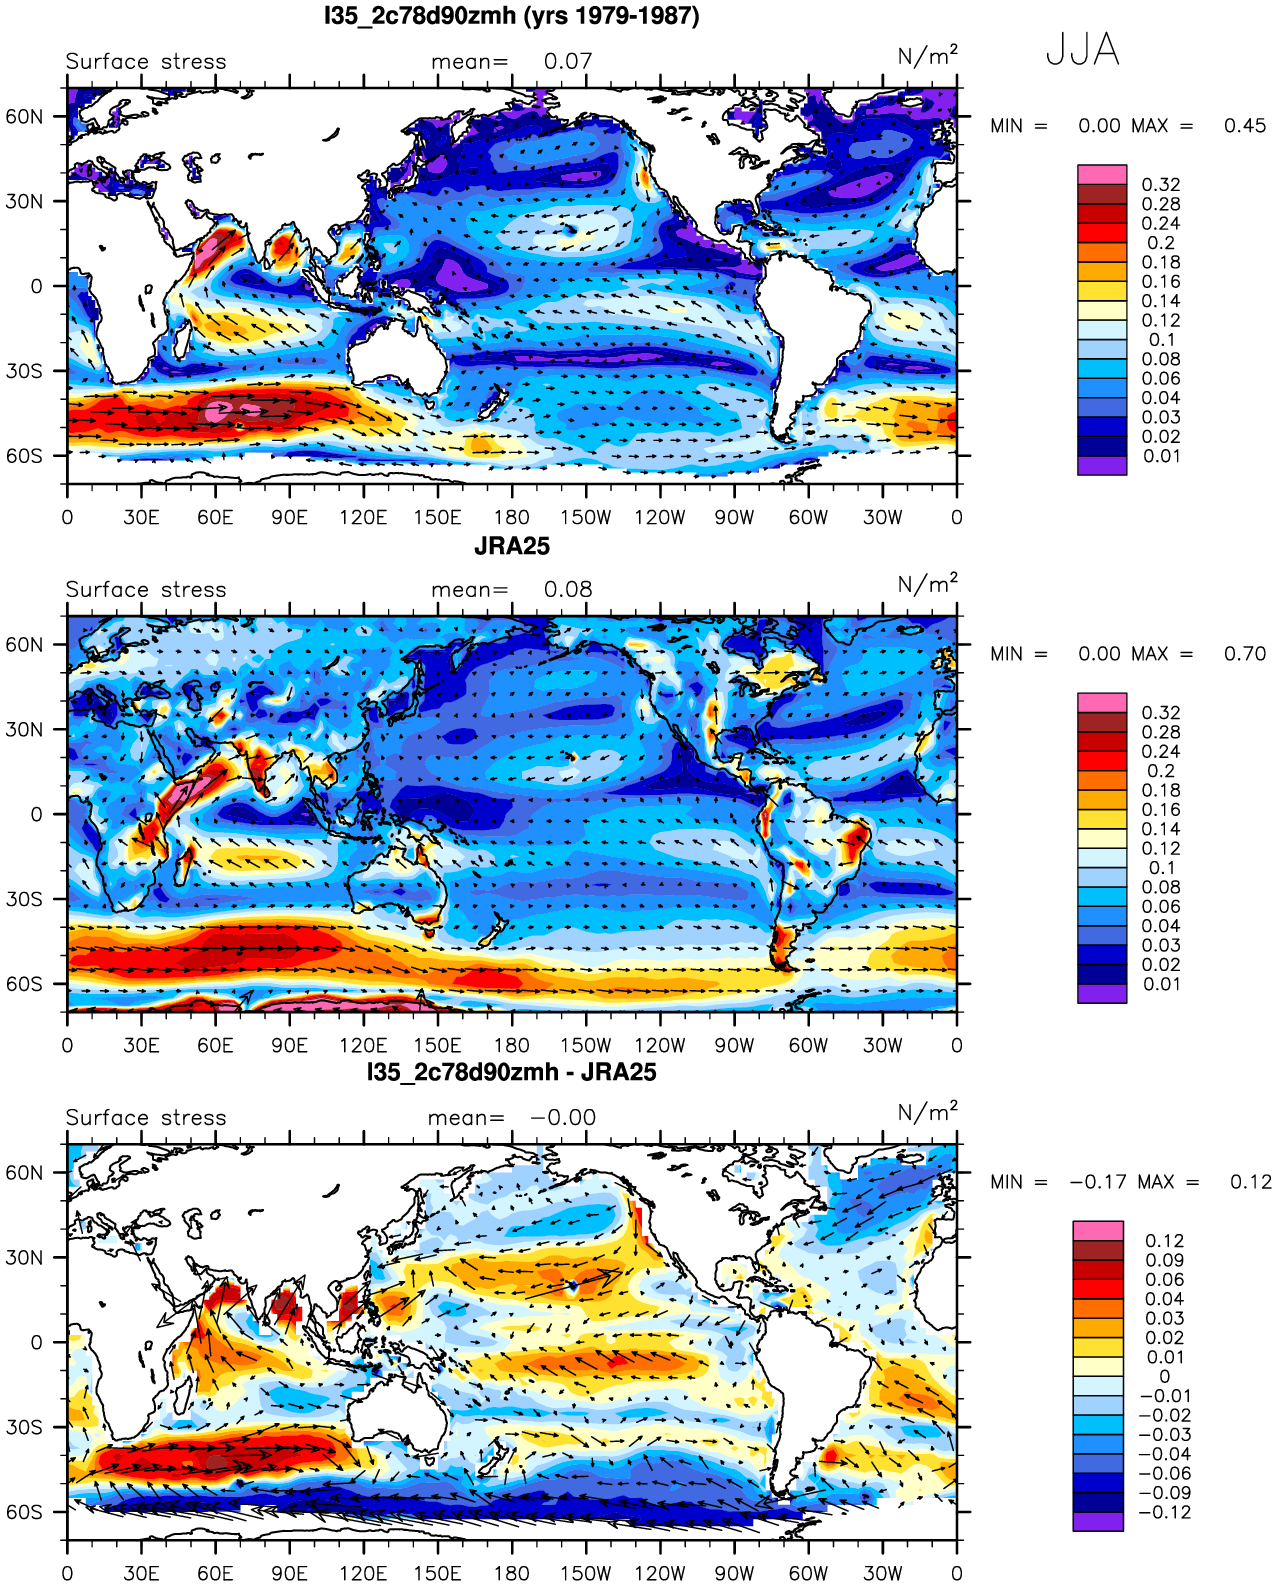 I35_2c78d90zmh (yrs 1979-1987)
JJA
Surface stress mean= 0.07 N/m²
MIN = 0.00 MAX = 0.45
60N
30N
0
30S
60S
0 30E 60E 90E 120E 150E 180 150W 120W 90W 60W 30W 0
0.32
0.28
0.24
0.2
0.18
0.16
0.14
0.12
0.1
0.08
0.06
0.04
0.03
0.02
0.01
JRA25
Surface stress mean= 0.08 N/m²
MIN = 0.00 MAX = 0.70
60N
30N
0
30S
60S
0 30E 60E 90E 120E 150E 180 150W 120W 90W 60W 30W 0
0.32
0.28
0.24
0.2
0.18
0.16
0.14
0.12
0.1
0.08
0.06
0.04
0.03
0.02
0.01
I35_2c78d90zmh - JRA25
Surface stress mean= −0.00 N/m²
MIN = −0.17 MAX = 0.12
60N
30N
0
30S
60S
0 30E 60E 90E 120E 150E 180 150W 120W 90W 60W 30W 0
0.12
0.09
0.06
0.04
0.03
0.02
0.01
0
−0.01
−0.02
−0.03
−0.04
−0.06
−0.09
−0.12